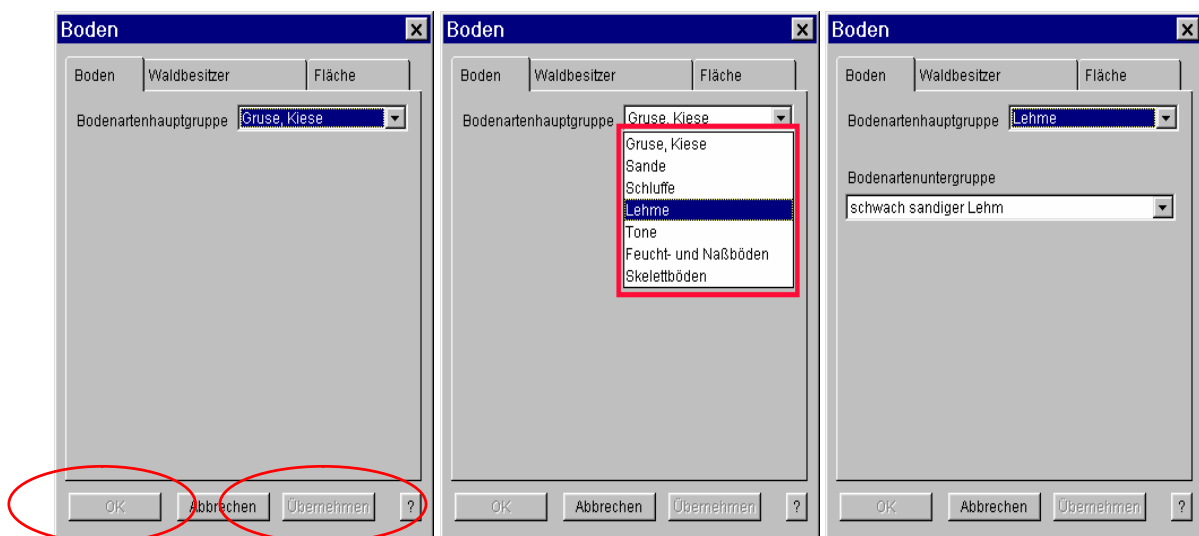 Boden
Boden Waldbesitzer Fläche
Bodenartenhauptgruppe Gruse, Kiese
OK Abbrechen Übernehmen ?
Boden
Boden Waldbesitzer Fläche
Bodenartenhauptgruppe Gruse, Kiese
Gruse, Kiese
Sande
Schluffe
Lehme
Tone
Feucht- und Naßböden
Skelettböden
OK Abbrechen Übernehmen ?
Boden
Boden Waldbesitzer Fläche
Bodenartenhauptgruppe Lehme
Bodenartenuntergruppe
schwach sandiger Lehm
OK Abbrechen Übernehmen ?